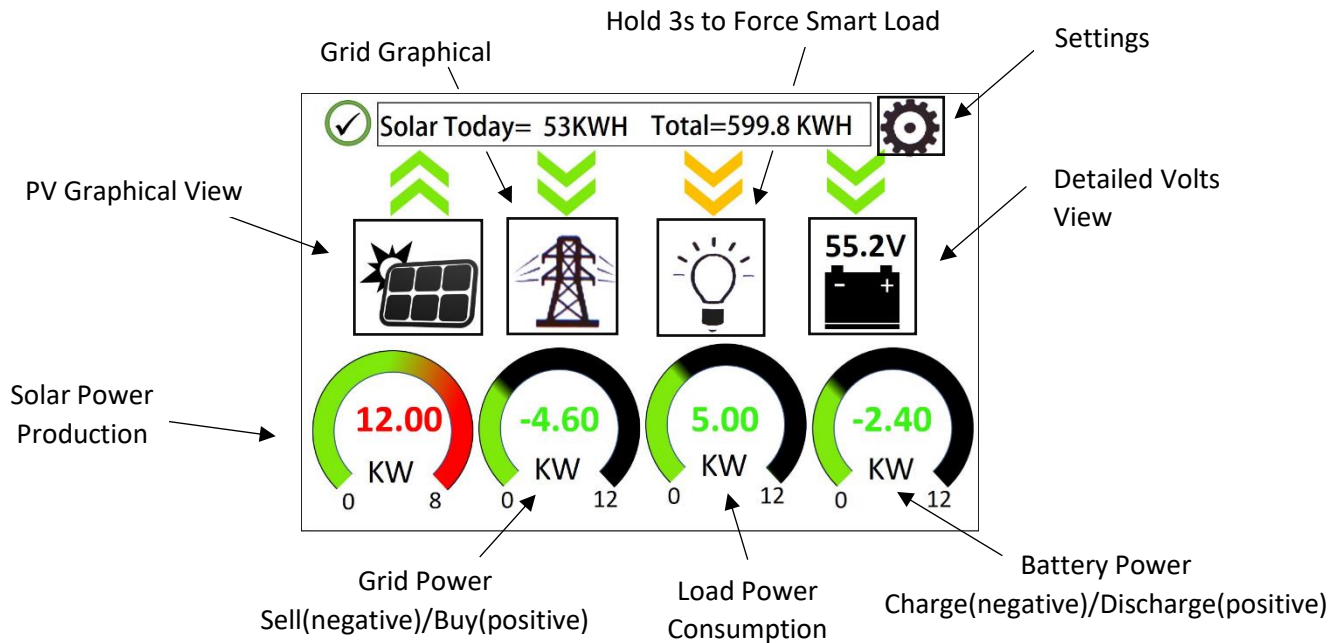 Hold 3s to Force Smart Load
Grid Graphical
Settings
Solar Today= 53KWH Total=599.8 KWH
PV Graphical View
Detailed Volts
View
55.2V
- +
Solar Power
Production
12.00
KW
0 8
-4.60
KW
0 12
5.00
KW
0 12
-2.40
KW
0 12
Grid Power
Sell(negative)/Buy(positive)
Load Power
Consumption
Battery Power
Charge(negative)/Discharge(positive)